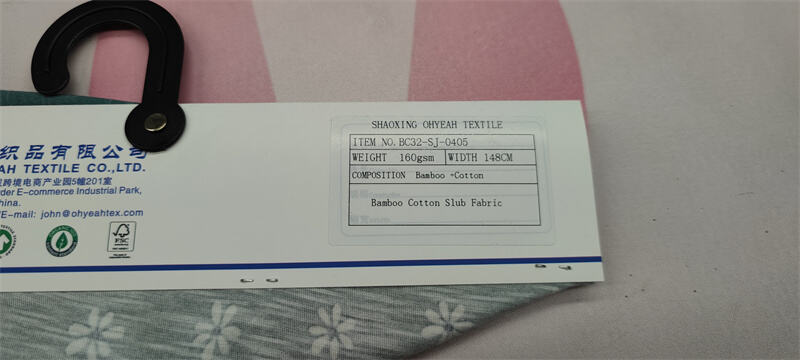 织品有限公司
EAH TEXTILE CO.,LTD.
跨境电商产业园5幢201室
der E-commerce Industrial Park,
hina.
E-mail: john@ohyeahtex.com
FSC
SHAOXING OHYEAH TEXTILE
ITEM NO. BC32-SJ-0405
WEIGHT 160gsm WIDTH 148CM
COMPOSITION Bamboo +Cotton
Bamboo Cotton Slub Fabric